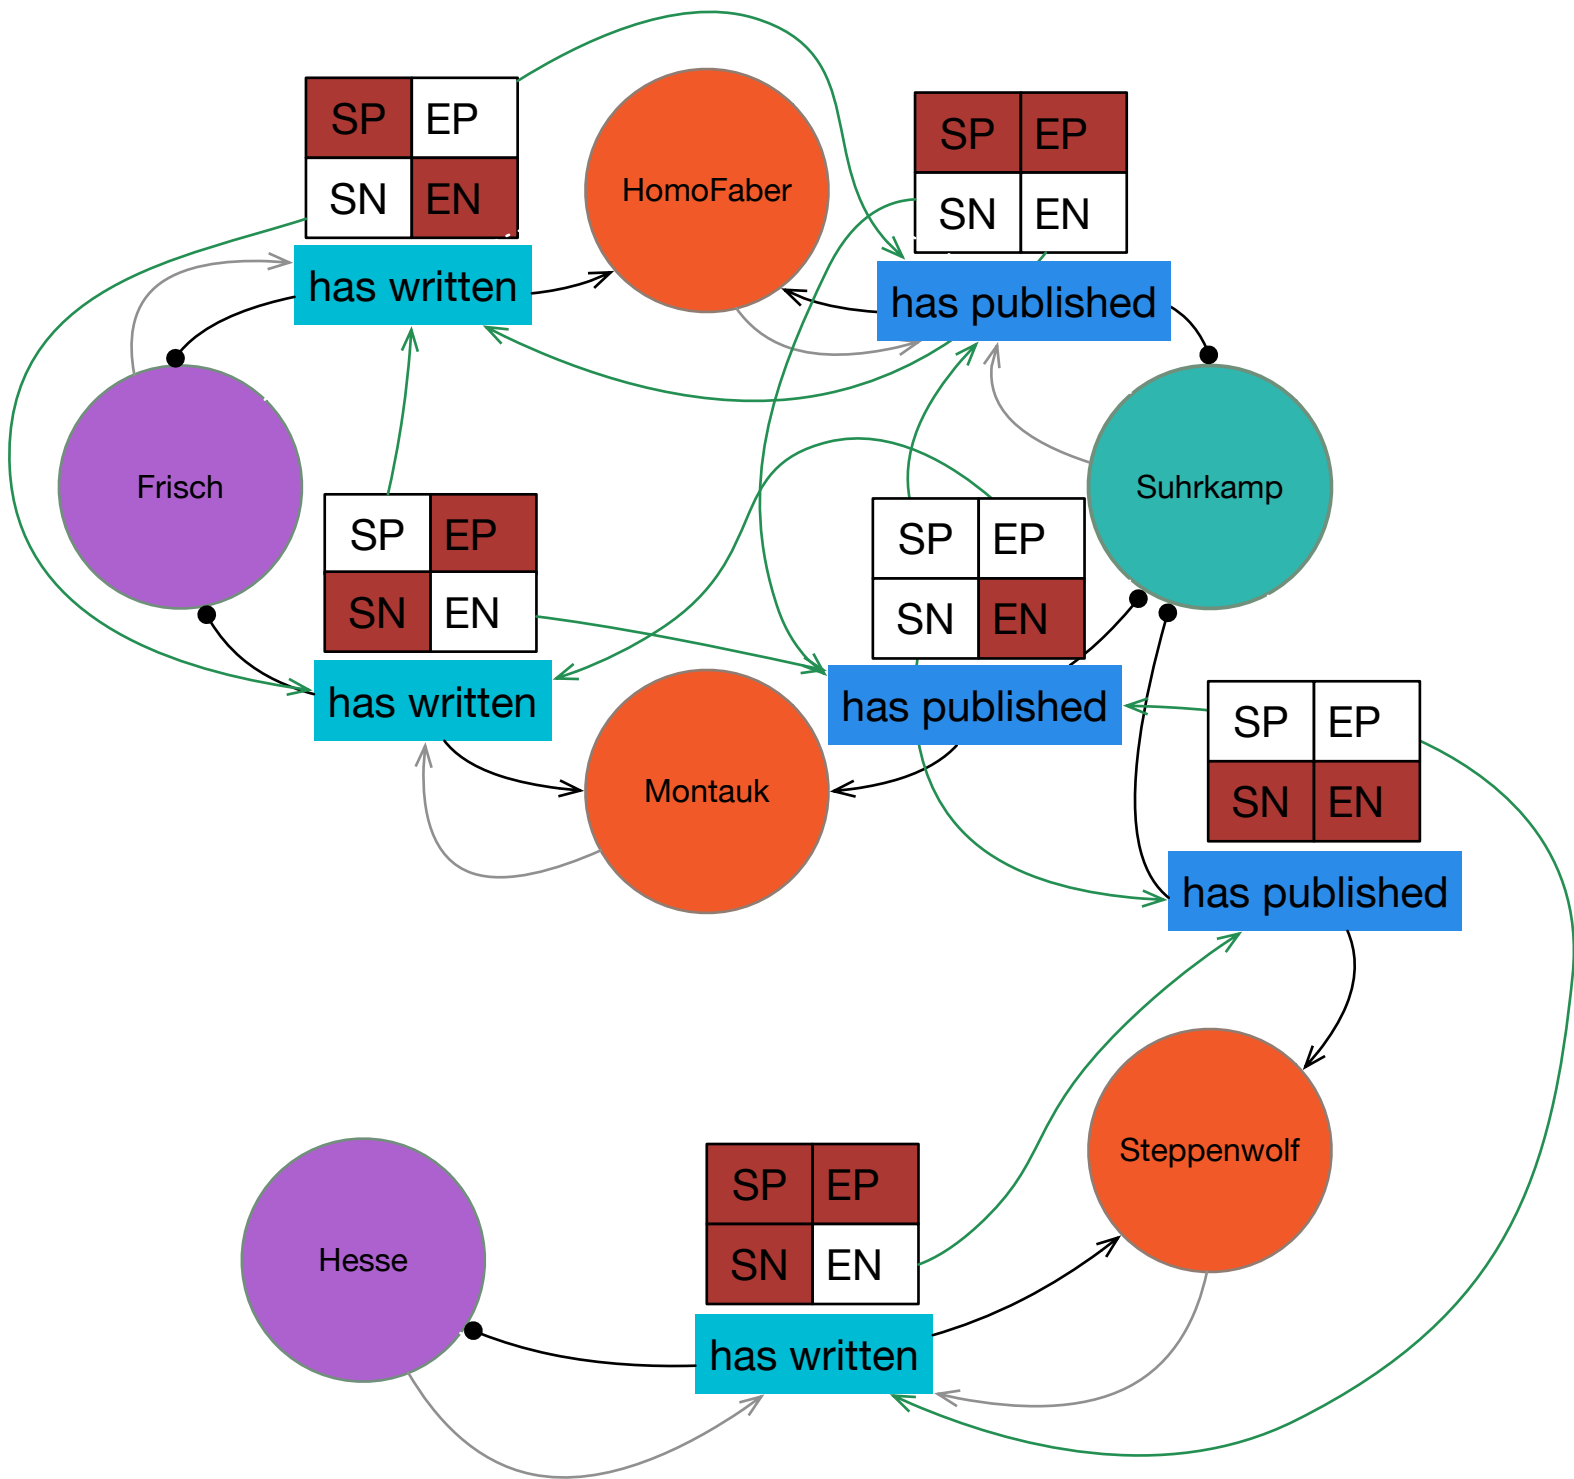 SP EP
SN EN
has written
HomoFaber
SP EP
SN EN
has published
Frisch
Suhrkamp
SP EP
SN EN
has written
SP EP
SN EN
has published
Montauk
SP EP
SN EN
has published
Steppenwolf
Hesse
SP EP
SN EN
has written